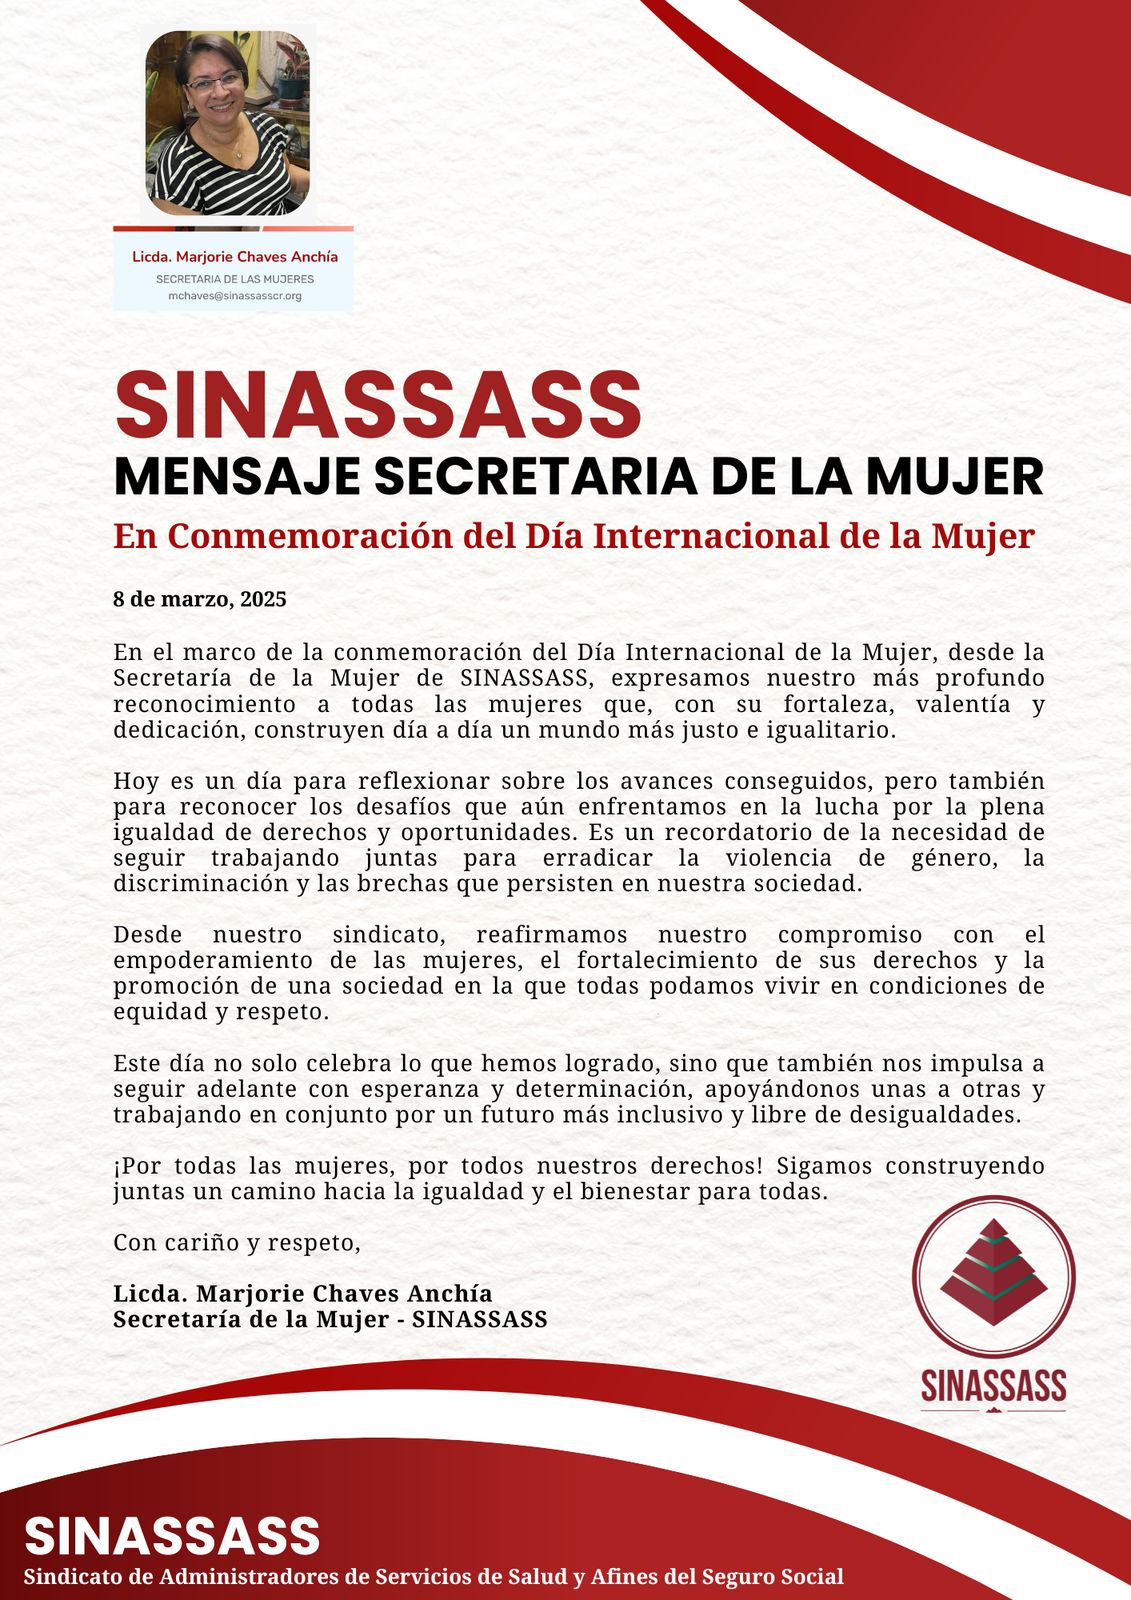 Licda. Marjorie Chaves Anchía
SECRETARIA DE LAS MUJERES
mchaves@sinassasscr.org
SINASSASS
MENSAJE SECRETARIA DE LA MUJER
En Conmemoración del Día Internacional de la Mujer
8 de marzo, 2025
En el marco de la conmemoración del Día Internacional de la Mujer, desde la
Secretaría de la Mujer de SINASSASS, expresamos nuestro más profundo
reconocimiento a todas las mujeres que, con su fortaleza, valentía y
dedicación, construyen día a día un mundo más justo e igualitario.
Hoy es un día para reflexionar sobre los avances conseguidos, pero también
para reconocer los desafíos que aún enfrentamos en la lucha por la plena
igualdad de derechos y oportunidades. Es un recordatorio de la necesidad de
seguir trabajando juntas para erradicar la violencia de género, la
discriminación y las brechas que persisten en nuestra sociedad.
Desde nuestro sindicato, reafirmamos nuestro compromiso con el
empoderamiento de las mujeres, el fortalecimiento de sus derechos y la
promoción de una sociedad en la que todas podamos vivir en condiciones de
equidad y respeto.
Este día no solo celebra lo que hemos logrado, sino que también nos impulsa a
seguir adelante con esperanza y determinación, apoyándonos unas a otras y
trabajando en conjunto por un futuro más inclusivo y libre de desigualdades.
¡Por todas las mujeres, por todos nuestros derechos! Sigamos construyendo
juntas un camino hacia la igualdad y el bienestar para todas.
Con cariño y respeto,
Licda. Marjorie Chaves Anchía
Secretaría de la Mujer - SINASSASS
SINASSASS
SINASSASS
Sindicato de Administradores de Servicios de Salud y Afines del Seguro Social